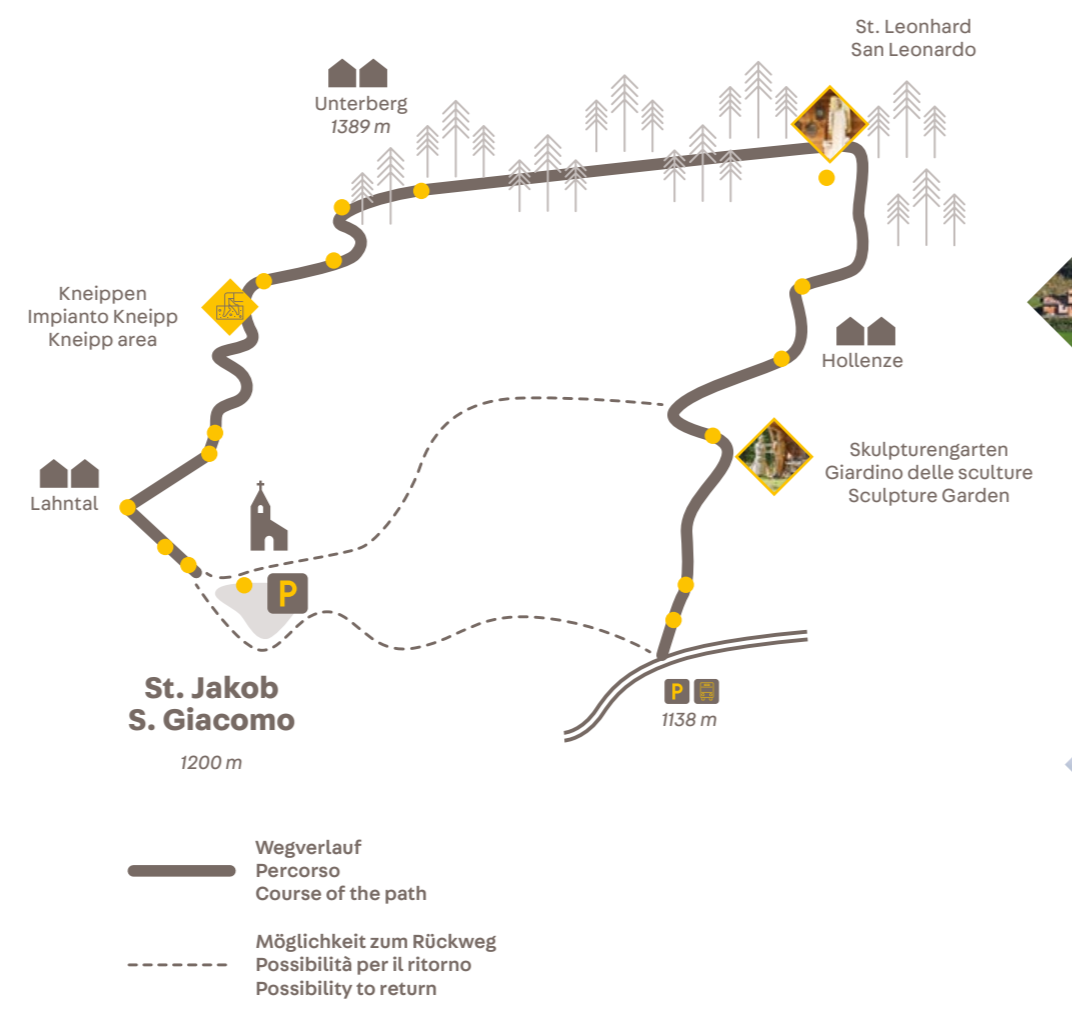 St. Leonhard
San Leonardo
Unterberg
1389 m
Kneippen
Impianto Kneipp
Kneipp area
Hollenze
Skulpturengarten
Giardino delle sculture
Sculpture Garden
Lahntal
P
St. Jakob
S. Giacomo
1200 m
P
1138 m
Wegverlauf
Percorso
Course of the path
Möglichkeit zum Rückweg
Possibilità per il ritorno
Possibility to return